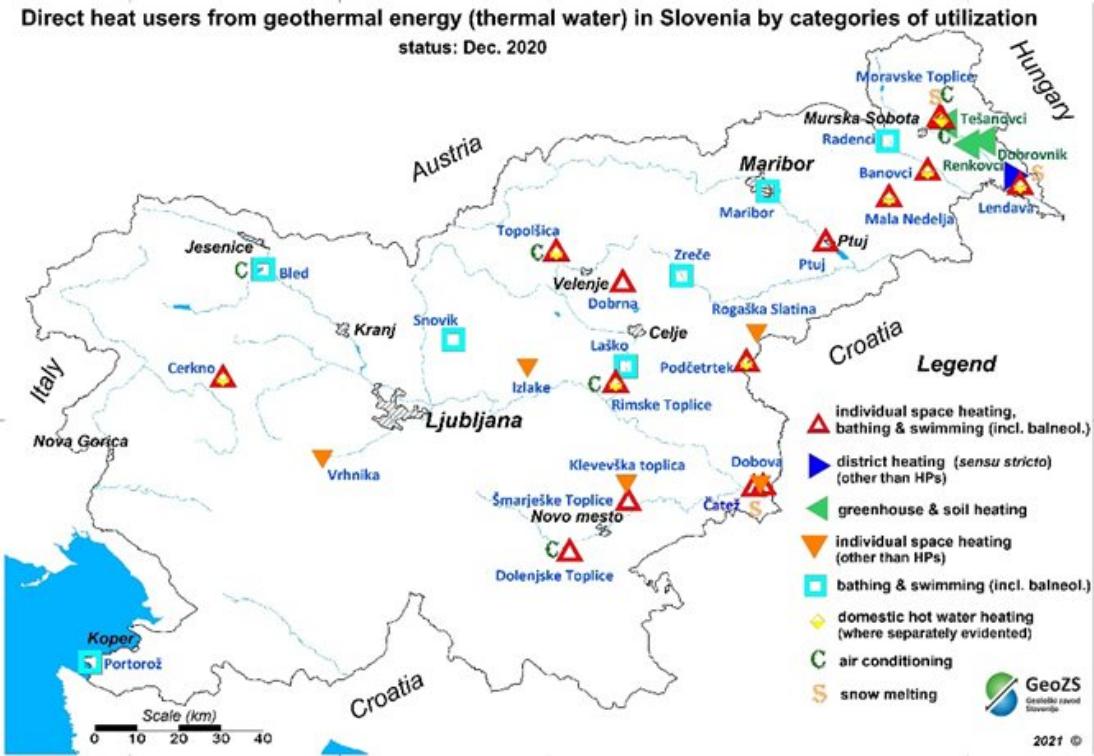 Direct heat users from geothermal energy (thermal water) in Slovenia by categories of utilization
status: Dec. 2020
Hungary
Moravske Toplice
S C
Murska Sobota
Tešanovci
C
Radenci
Dobrovnik
Renkovci
Austria
Maribor
Banovci
S
Maribor
Mala Nedelja
Lendava
Topolšica
C
Ptuj
Ptuj
Jesenice
C
Bled
Zreče
Velenje
Dobrna
Rogaška Slatina
Snovik
Kranj
Celje
Croatia
Laško
Italy
Cerkno
Podčetrtek
Legend
Izlake
C
Rimske Toplice
Ljubljana
individual space heating,
bathing & swimming (incl. balneol.)
Nova Gorica
Vrhnika
Klevevška toplica
Dobova
district heating (sensu stricto)
(other than HPs)
Šmarješke Toplice
Čatež
S
greenhouse & soil heating
Novo mesto
C
Dolenjske Toplice
individual space heating
(other than HPs)
bathing & swimming (incl. balneol.)
domestic hot water heating
(where separately evidented)
Koper
Portorož
C air conditioning
S snow melting
Croatia
GeoZS
Geološki zavod
Slovenije
Scale (km)
0 10 20 30 40
2021 ©